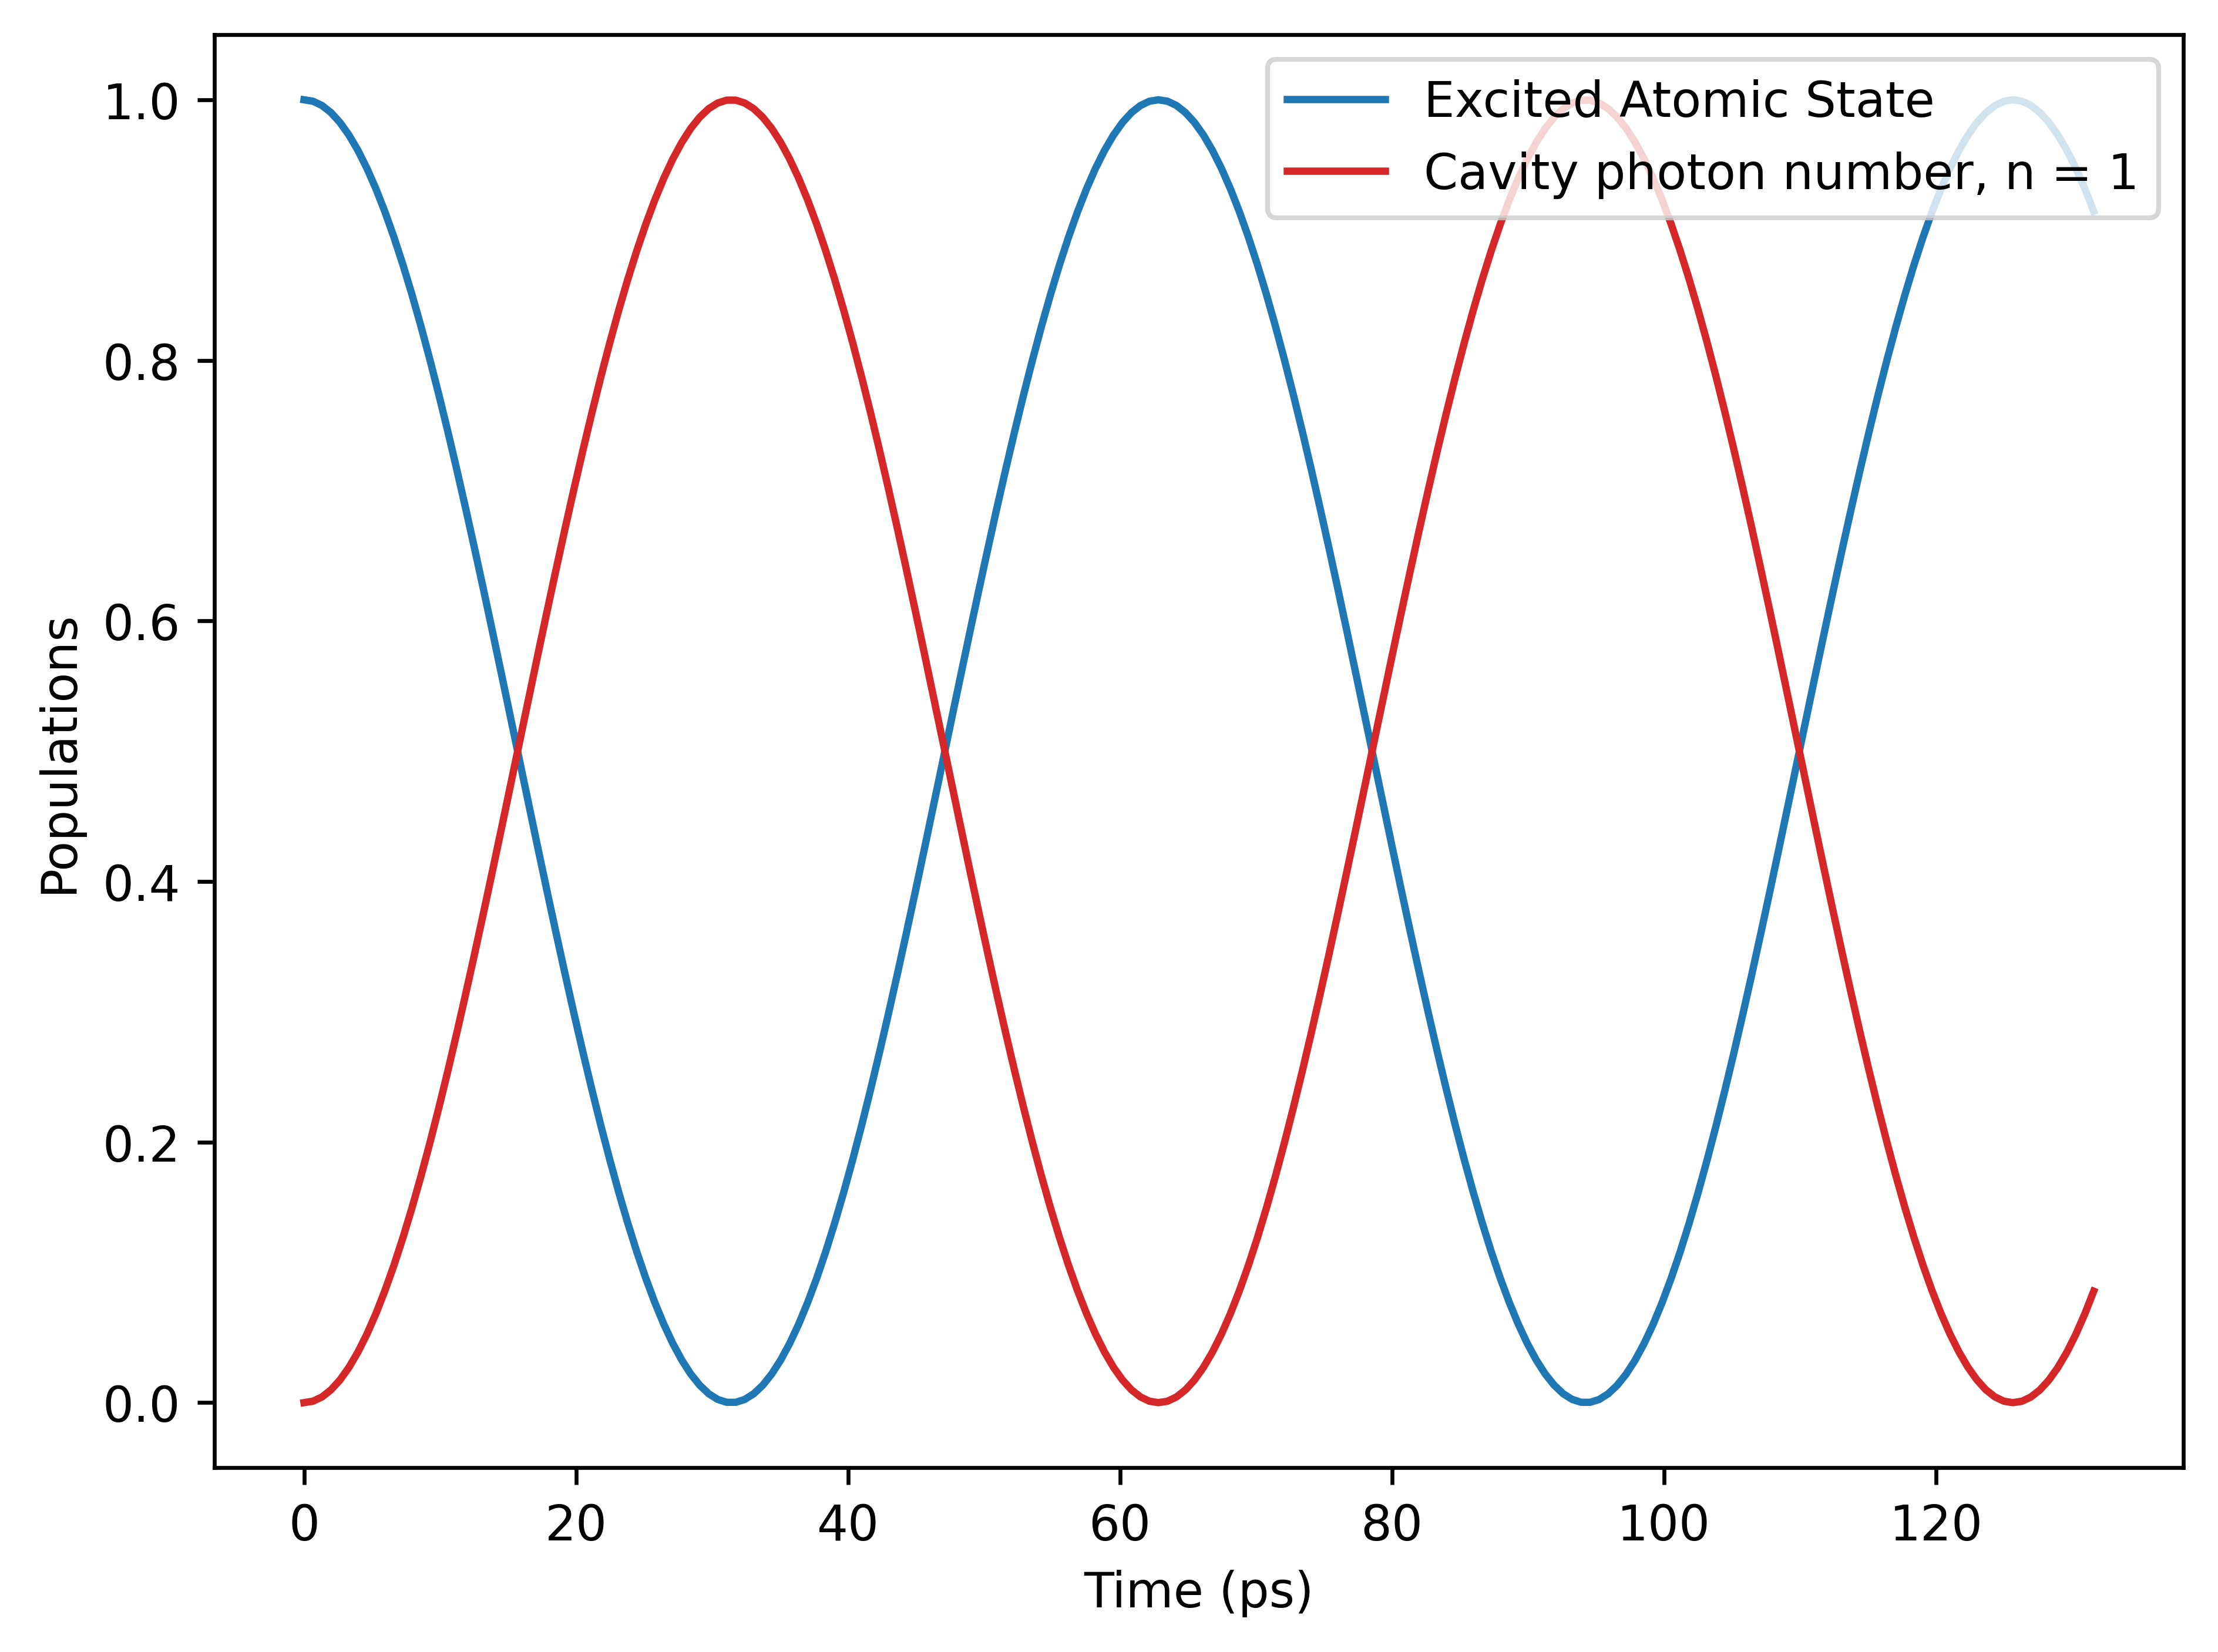 Excited Atomic State
Cavity photon number, n = 1
1.0
0.8
0.6
0.4
0.2
0.0
Populations
0 20 40 60 80 100 120
Time (ps)